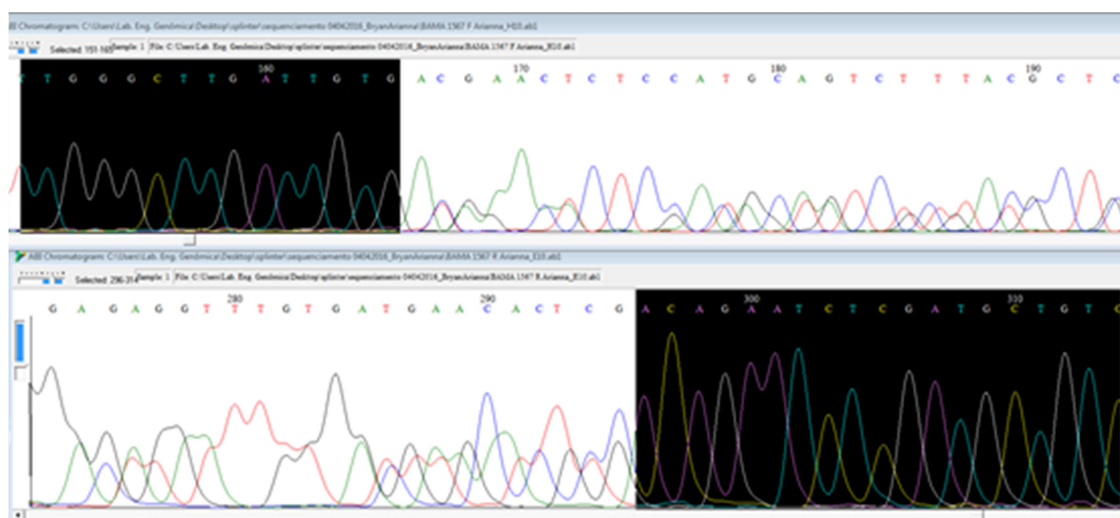 ABI Chromatogram: C:\Users\Lab. Eng. Genômica\Desktop\splinter\sequenciamento 04042016_BryanArianna\BAMA 1567 F Arianna_H10.ab1
Selected: 151-165 Sample: 1 File: C:\Users\Lab. Eng. Genômica\Desktop\splinter\sequenciamento 04042016_BryanArianna\BAMA 1567 F Arianna_H10.ab1
160 170 180 190
T T G G G C T T G A T T G T G A C G A A C T C T C C A T G C A G T C T T T A C G C T C
ABI Chromatogram: C:\Users\Lab. Eng. Genômica\Desktop\splinter\sequenciamento 04042016_BryanArianna\BAMA 1567 R Arianna_E10.ab1
Selected: 296-314 Sample: 1 File: C:\Users\Lab. Eng. Genômica\Desktop\splinter\sequenciamento 04042016_BryanArianna\BAMA 1567 R Arianna_E10.ab1
280 290 300 310
G A G A G G T T T G T G A T G A A C A C T C G A C A G A A T C T C G A T G C T G T C